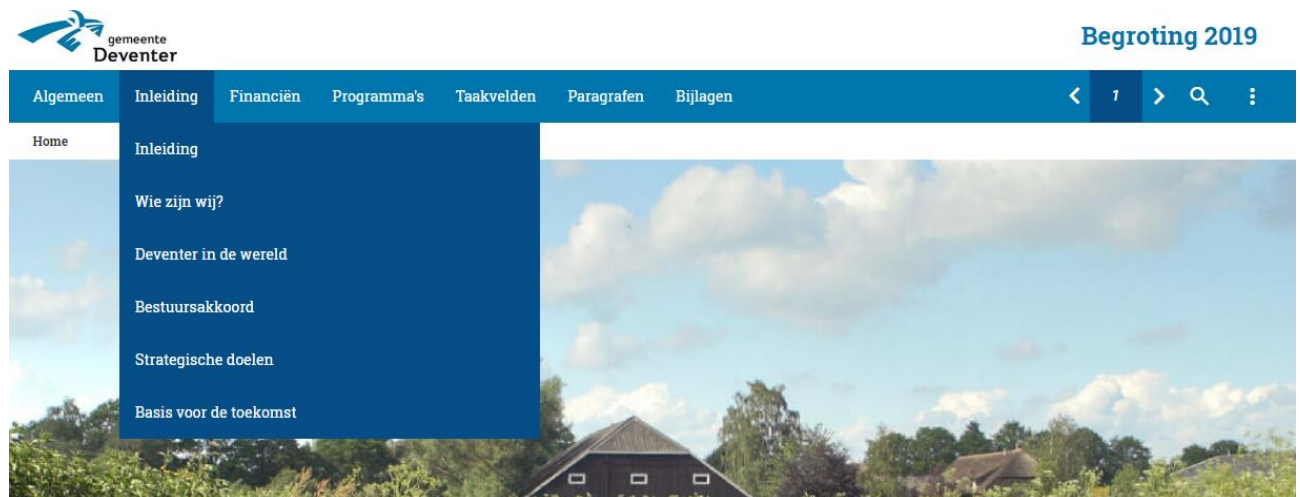 gemeente
Deventer
Begroting 2019
Algemeen Inleiding Financiën Programma's Taakvelden Paragrafen Bijlagen 1
Home
Inleiding
Wie zijn wij?
Deventer in de wereld
Bestuursakkoord
Strategische doelen
Basis voor de toekomst